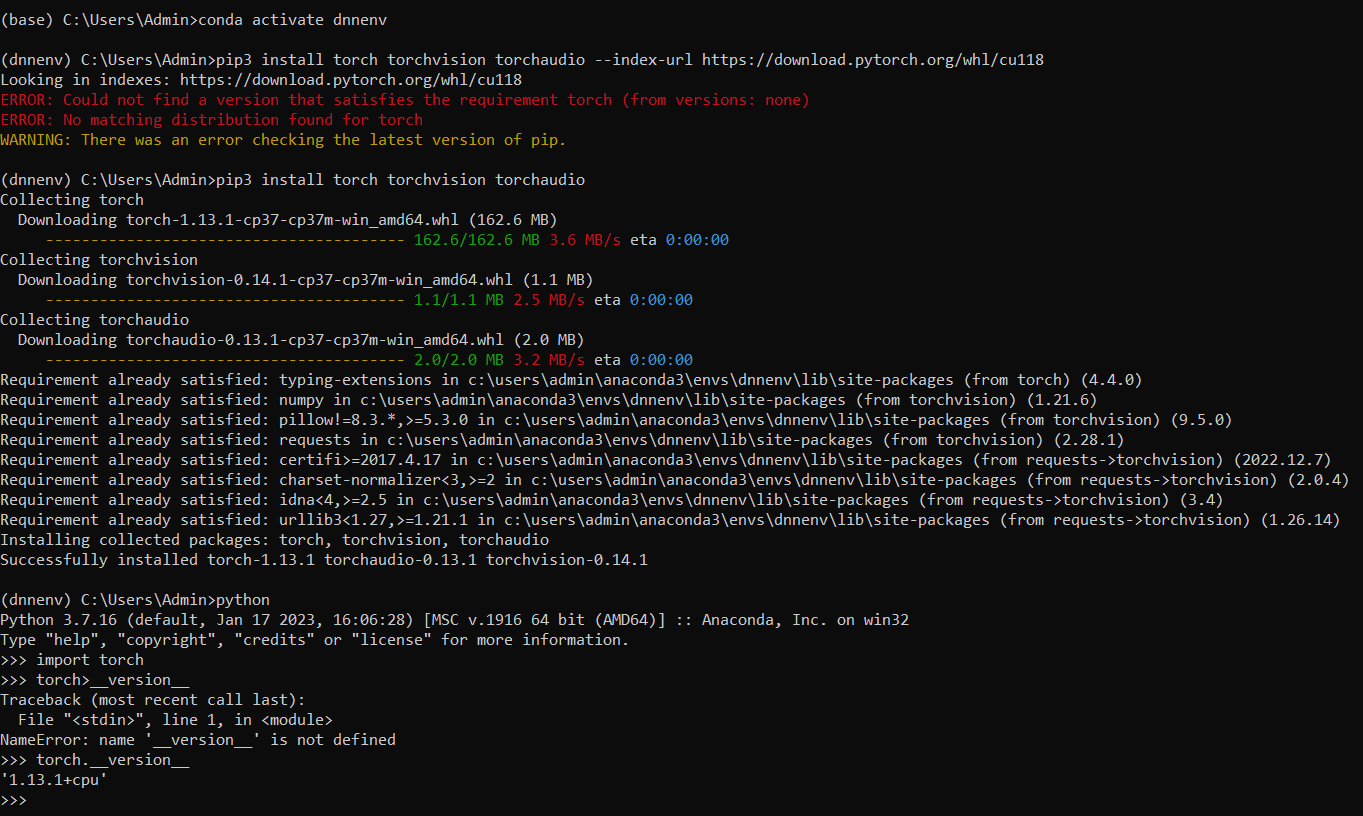 (base) C:\Users\Admin>conda activate dnnenv
(dnnenv) C:\Users\Admin>pip3 install torch torchvision torchaudio --index-url https://download.pytorch.org/whl/cu118
Looking in indexes: https://download.pytorch.org/whl/cu118
ERROR: Could not find a version that satisfies the requirement torch (from versions: none)
ERROR: No matching distribution found for torch
WARNING: There was an error checking the latest version of pip.
(dnnenv) C:\Users\Admin>pip3 install torch torchvision torchaudio
Collecting torch
  Downloading torch-1.13.1-cp37-cp37m-win_amd64.whl (162.6 MB)
     ---------------------------------------- 162.6/162.6 MB 3.6 MB/s eta 0:00:00
Collecting torchvision
  Downloading torchvision-0.14.1-cp37-cp37m-win_amd64.whl (1.1 MB)
     ---------------------------------------- 1.1/1.1 MB 2.5 MB/s eta 0:00:00
Collecting torchaudio
  Downloading torchaudio-0.13.1-cp37-cp37m-win_amd64.whl (2.0 MB)
     ---------------------------------------- 2.0/2.0 MB 3.2 MB/s eta 0:00:00
Requirement already satisfied: typing-extensions in c:\users\admin\anaconda3\envs\dnnenv\lib\site-packages (from torch) (4.4.0)
Requirement already satisfied: numpy in c:\users\admin\anaconda3\envs\dnnenv\lib\site-packages (from torchvision) (1.21.6)
Requirement already satisfied: pillow!=8.3.*,>=5.3.0 in c:\users\admin\anaconda3\envs\dnnenv\lib\site-packages (from torchvision) (9.5.0)
Requirement already satisfied: requests in c:\users\admin\anaconda3\envs\dnnenv\lib\site-packages (from torchvision) (2.28.1)
Requirement already satisfied: certifi>=2017.4.17 in c:\users\admin\anaconda3\envs\dnnenv\lib\site-packages (from requests->torchvision) (2022.12.7)
Requirement already satisfied: charset-normalizer<3,>=2 in c:\users\admin\anaconda3\envs\dnnenv\lib\site-packages (from requests->torchvision) (2.0.4)
Requirement already satisfied: idna<4,>=2.5 in c:\users\admin\anaconda3\envs\dnnenv\lib\site-packages (from requests->torchvision) (3.4)
Requirement already satisfied: urllib3<1.27,>=1.21.1 in c:\users\admin\anaconda3\envs\dnnenv\lib\site-packages (from requests->torchvision) (1.26.14)
Installing collected packages: torch, torchvision, torchaudio
Successfully installed torch-1.13.1 torchaudio-0.13.1 torchvision-0.14.1
(dnnenv) C:\Users\Admin>python
Python 3.7.16 (default, Jan 17 2023, 16:06:28) [MSC v.1916 64 bit (AMD64)] :: Anaconda, Inc. on win32
Type "help", "copyright", "credits" or "license" for more information.
>>> import torch
>>> torch>__version__
Traceback (most recent call last):
  File "<stdin>", line 1, in <module>
NameError: name '__version__' is not defined
>>> torch.__version__
'1.13.1+cpu'
>>>